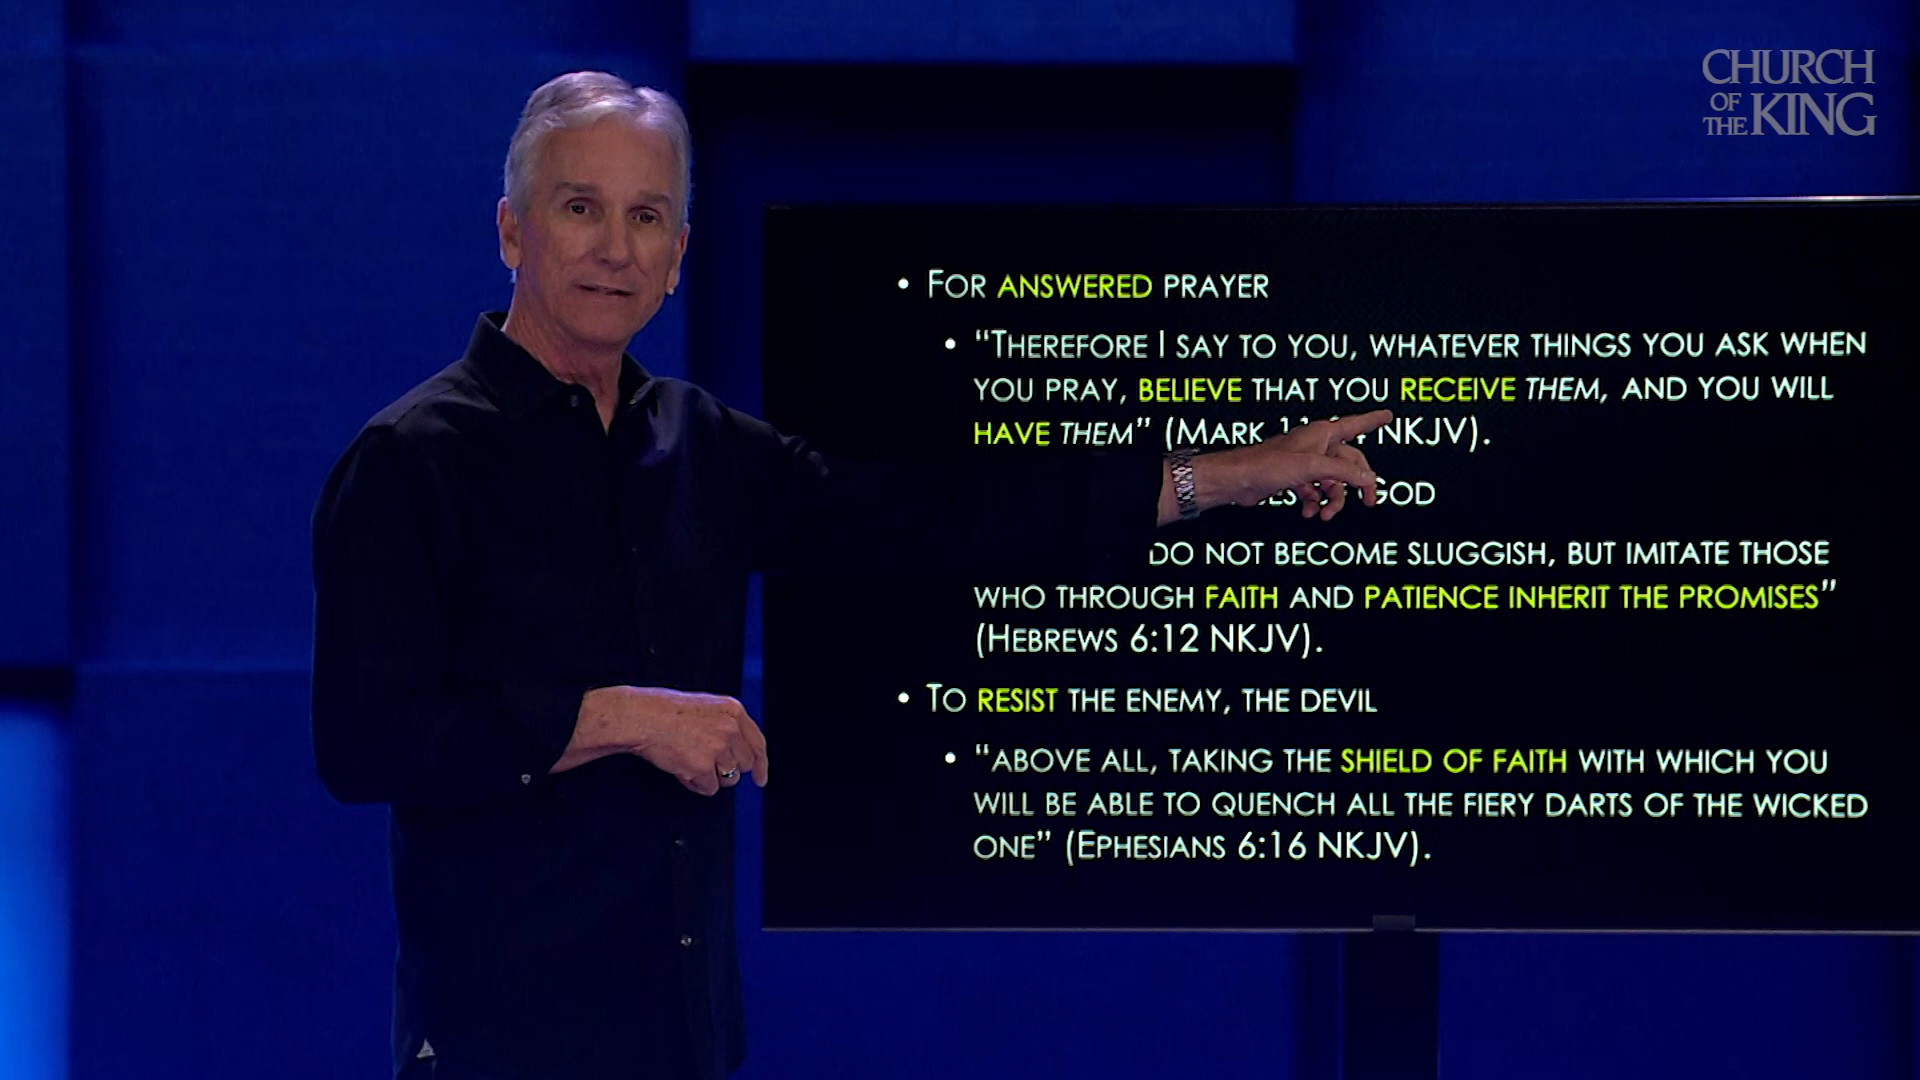 CHURCH
OF
THE KING
• FOR ANSWERED PRAYER
• “THEREFORE I SAY TO YOU, WHATEVER THINGS YOU ASK WHEN
YOU PRAY, BELIEVE THAT YOU RECEIVE THEM, AND YOU WILL
HAVE THEM” (MARK NKJV).
GOD
DO NOT BECOME SLUGGISH, BUT IMITATE THOSE
WHO THROUGH FAITH AND PATIENCE INHERIT THE PROMISES”
(HEBREWS 6:12 NKJV).
• TO RESIST THE ENEMY, THE DEVIL
• “ABOVE ALL, TAKING THE SHIELD OF FAITH WITH WHICH YOU
WILL BE ABLE TO QUENCH ALL THE FIERY DARTS OF THE WICKED
ONE” (EPHESIANS 6:16 NKJV).